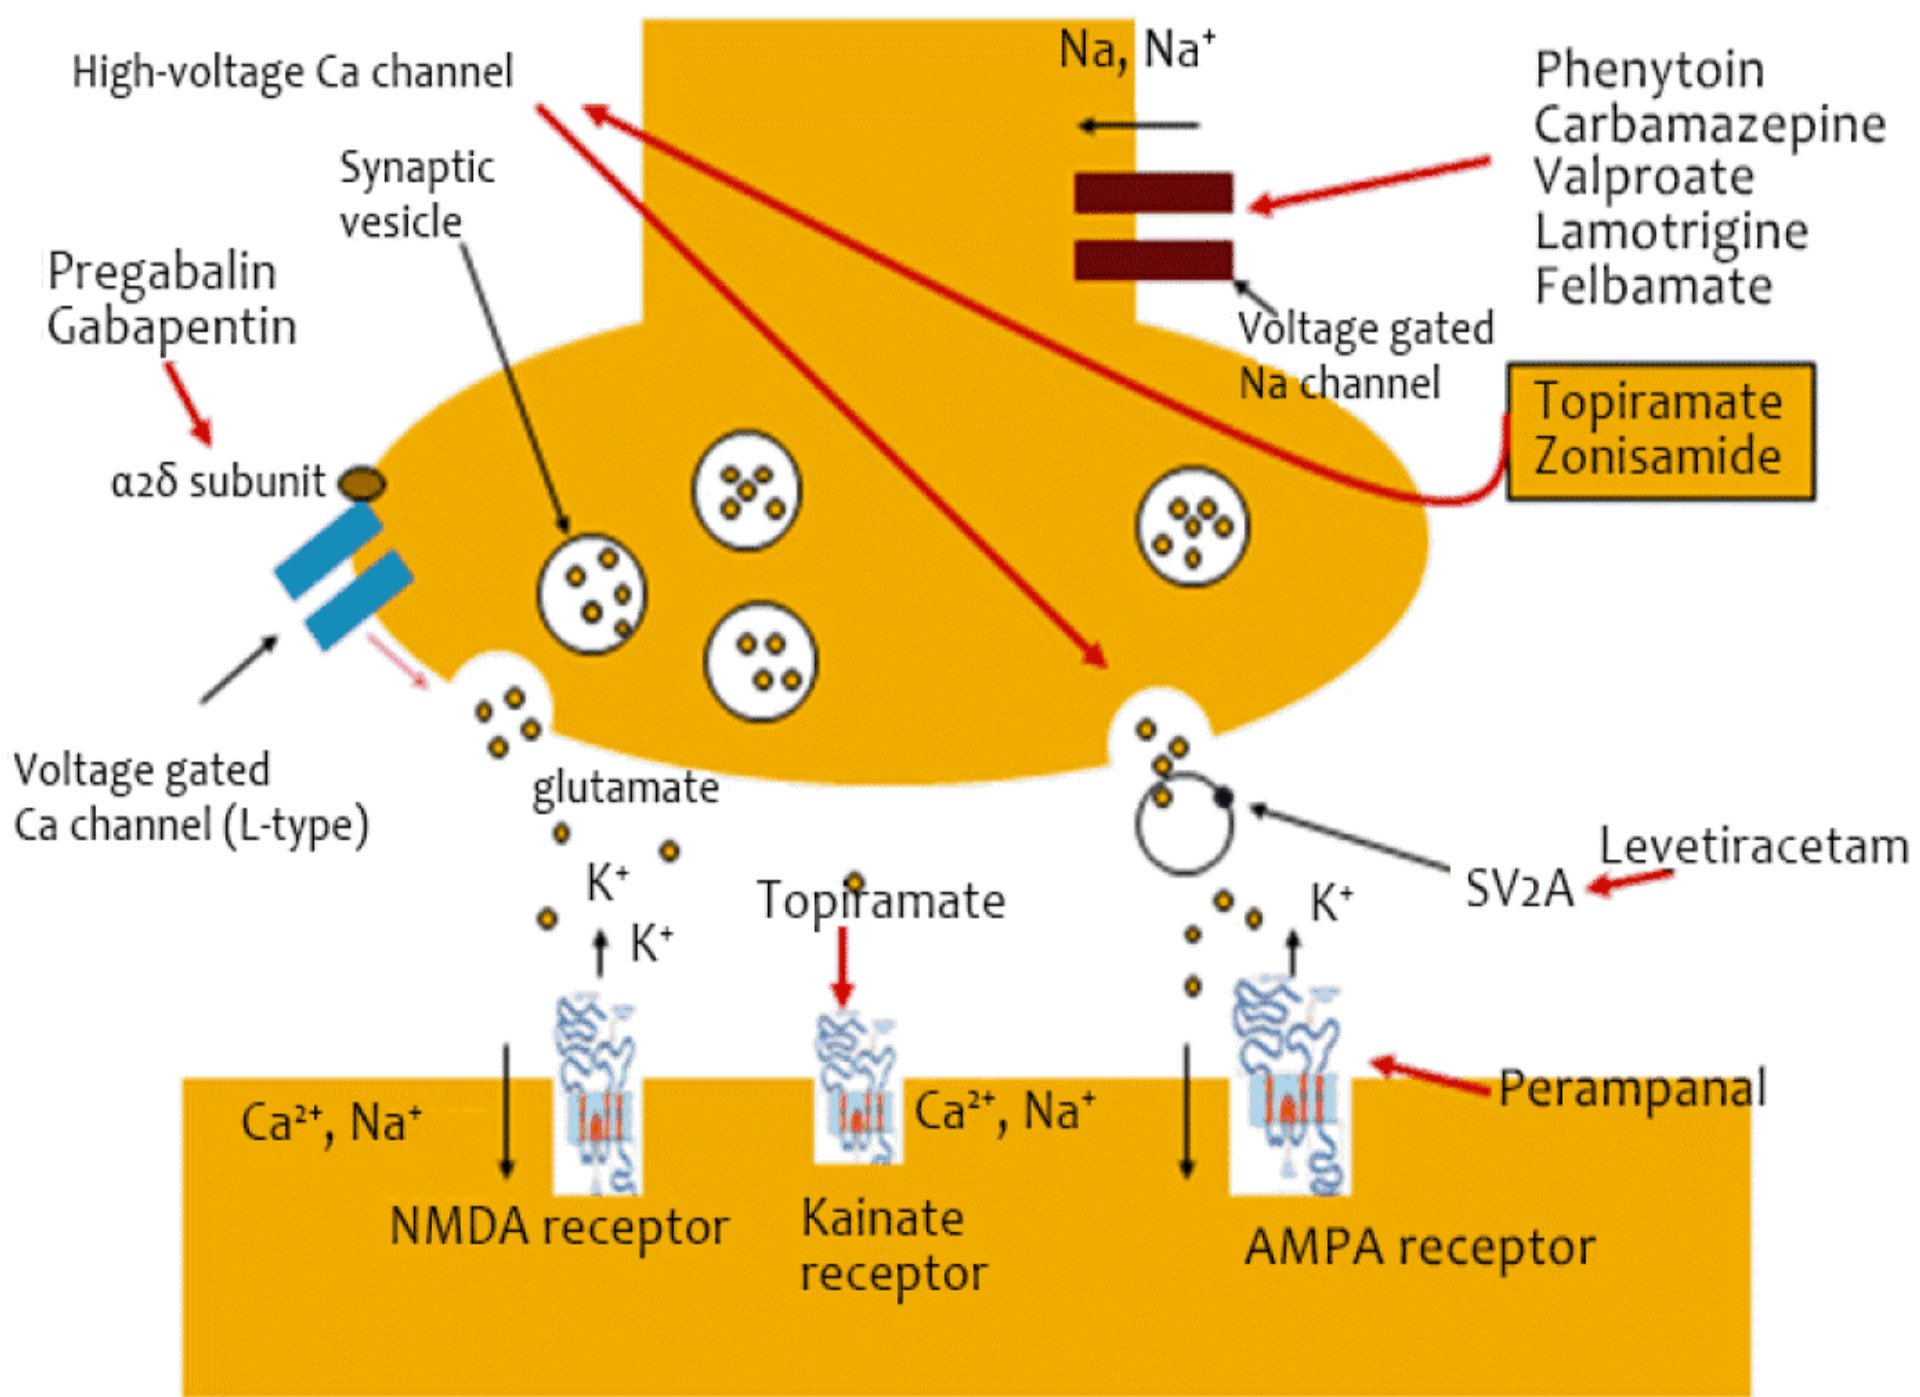 High-voltage Ca channel
Na, Na⁺
Phenytoin
Carbamazepine
Valproate
Lamotrigine
Felbamate
Synaptic
vesicle
Pregabalin
Gabapentin
Voltage gated
Na channel
Topiramate
Zonisamide
α2δ subunit
Voltage gated
Ca channel (L-type)
glutamate
Levetiracetam
SV2A
K⁺
K⁺
Topiramate
K⁺
Perampanal
Ca²⁺, Na⁺
Ca²⁺, Na⁺
NMDA receptor
Kainate
receptor
AMPA receptor